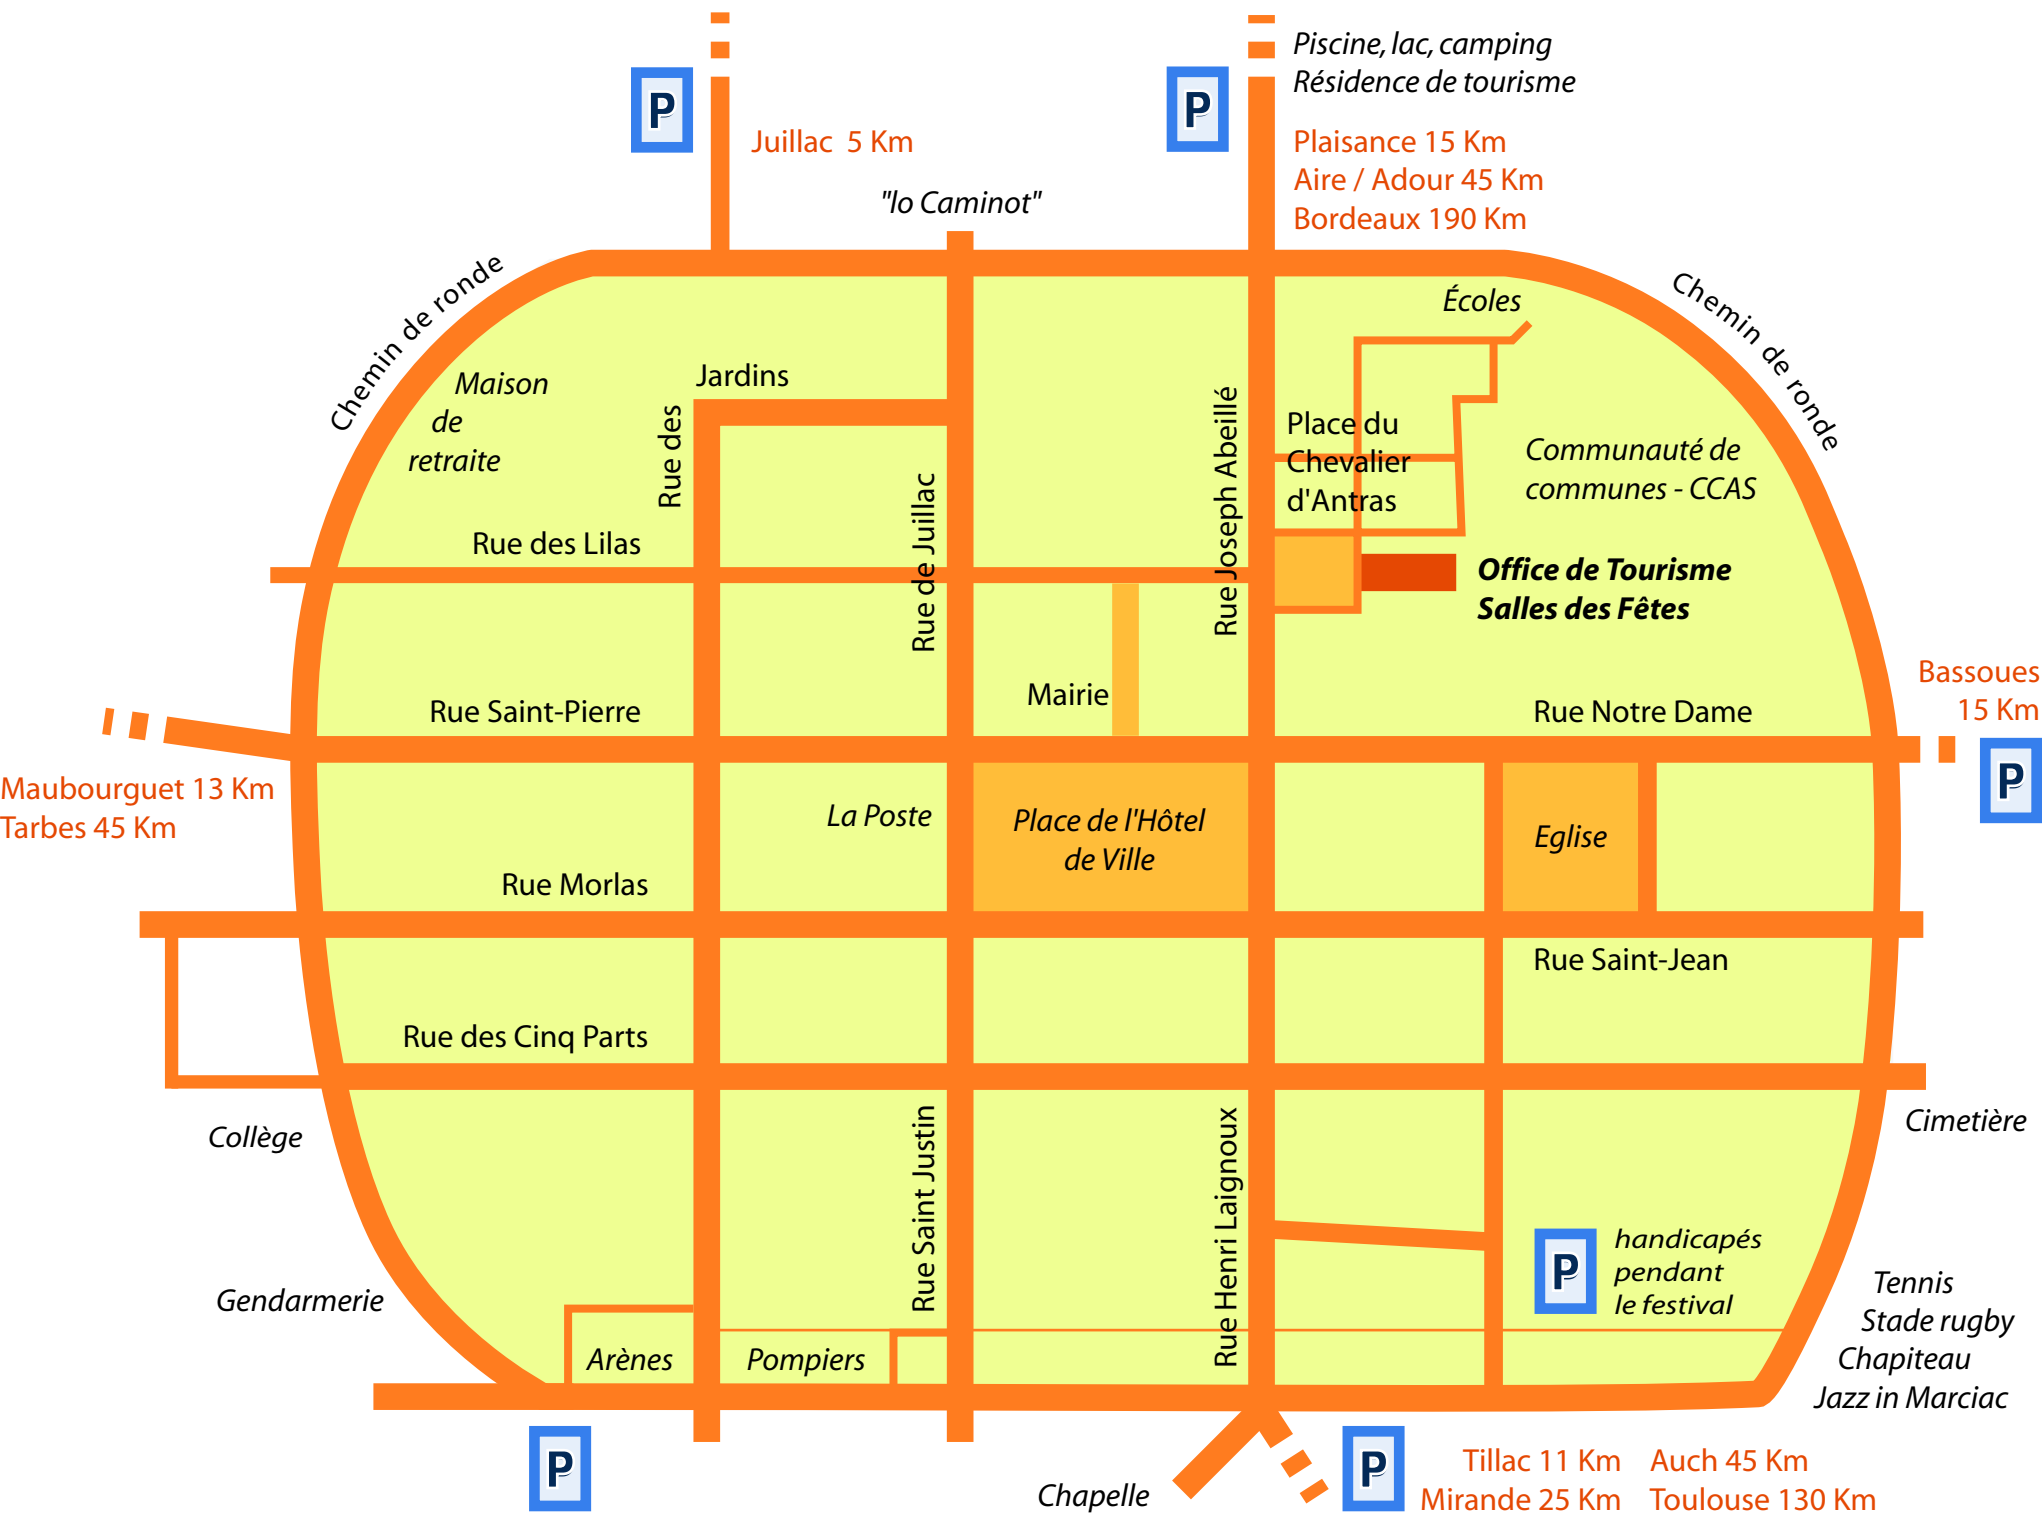 Piscine, lac, camping
Résidence de tourisme
P
P
Juillac 5 Km
Plaisance 15 Km
Aire / Adour 45 Km
Bordeaux 190 Km
"lo Caminot"
Chemin de ronde
Chemin de ronde
Écoles
Maison
de
retraite
Jardins
Rue des
Place du
Chevalier
d'Antras
Rue Joseph Abeillé
Communauté de
communes - CCAS
Rue de Juillac
Rue des Lilas
Office de Tourisme
Salles des Fêtes
Bassoues
15 Km
Mairie
Rue Saint-Pierre
Rue Notre Dame
P
Maubourguet 13 Km
Tarbes 45 Km
La Poste
Place de l'Hôtel
de Ville
Eglise
Rue Morlas
Rue Saint-Jean
Rue des Cinq Parts
Collège
Cimetière
Rue Saint Justin
Rue Henri Laignoux
P
handicapés
pendant
le festival
Gendarmerie
Tennis
Stade rugby
Chapiteau
Jazz in Marciac
Arènes
Pompiers
P
P
Chapelle
Tillac 11 Km Auch 45 Km
Mirande 25 Km Toulouse 130 Km